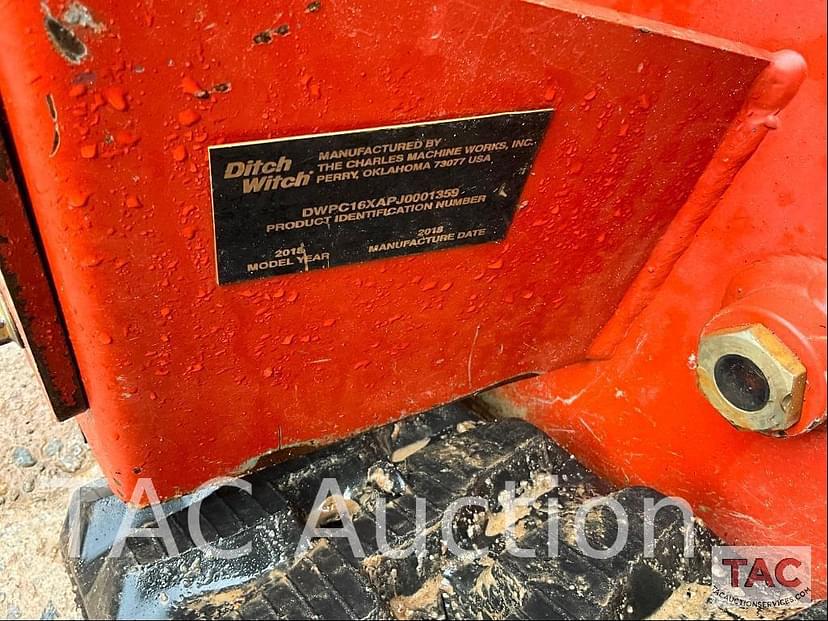 Ditch
Witch
MANUFACTURED BY
THE CHARLES MACHINE WORKS, INC.
PERRY, OKLAHOMA 73077 USA
DWPC16XAPJ0001359
PRODUCT IDENTIFICATION NUMBER
2018
MODEL YEAR
2018
MANUFACTURE DATE
TAC Auction
TAC
TACAUCTIONSERVICES.COM